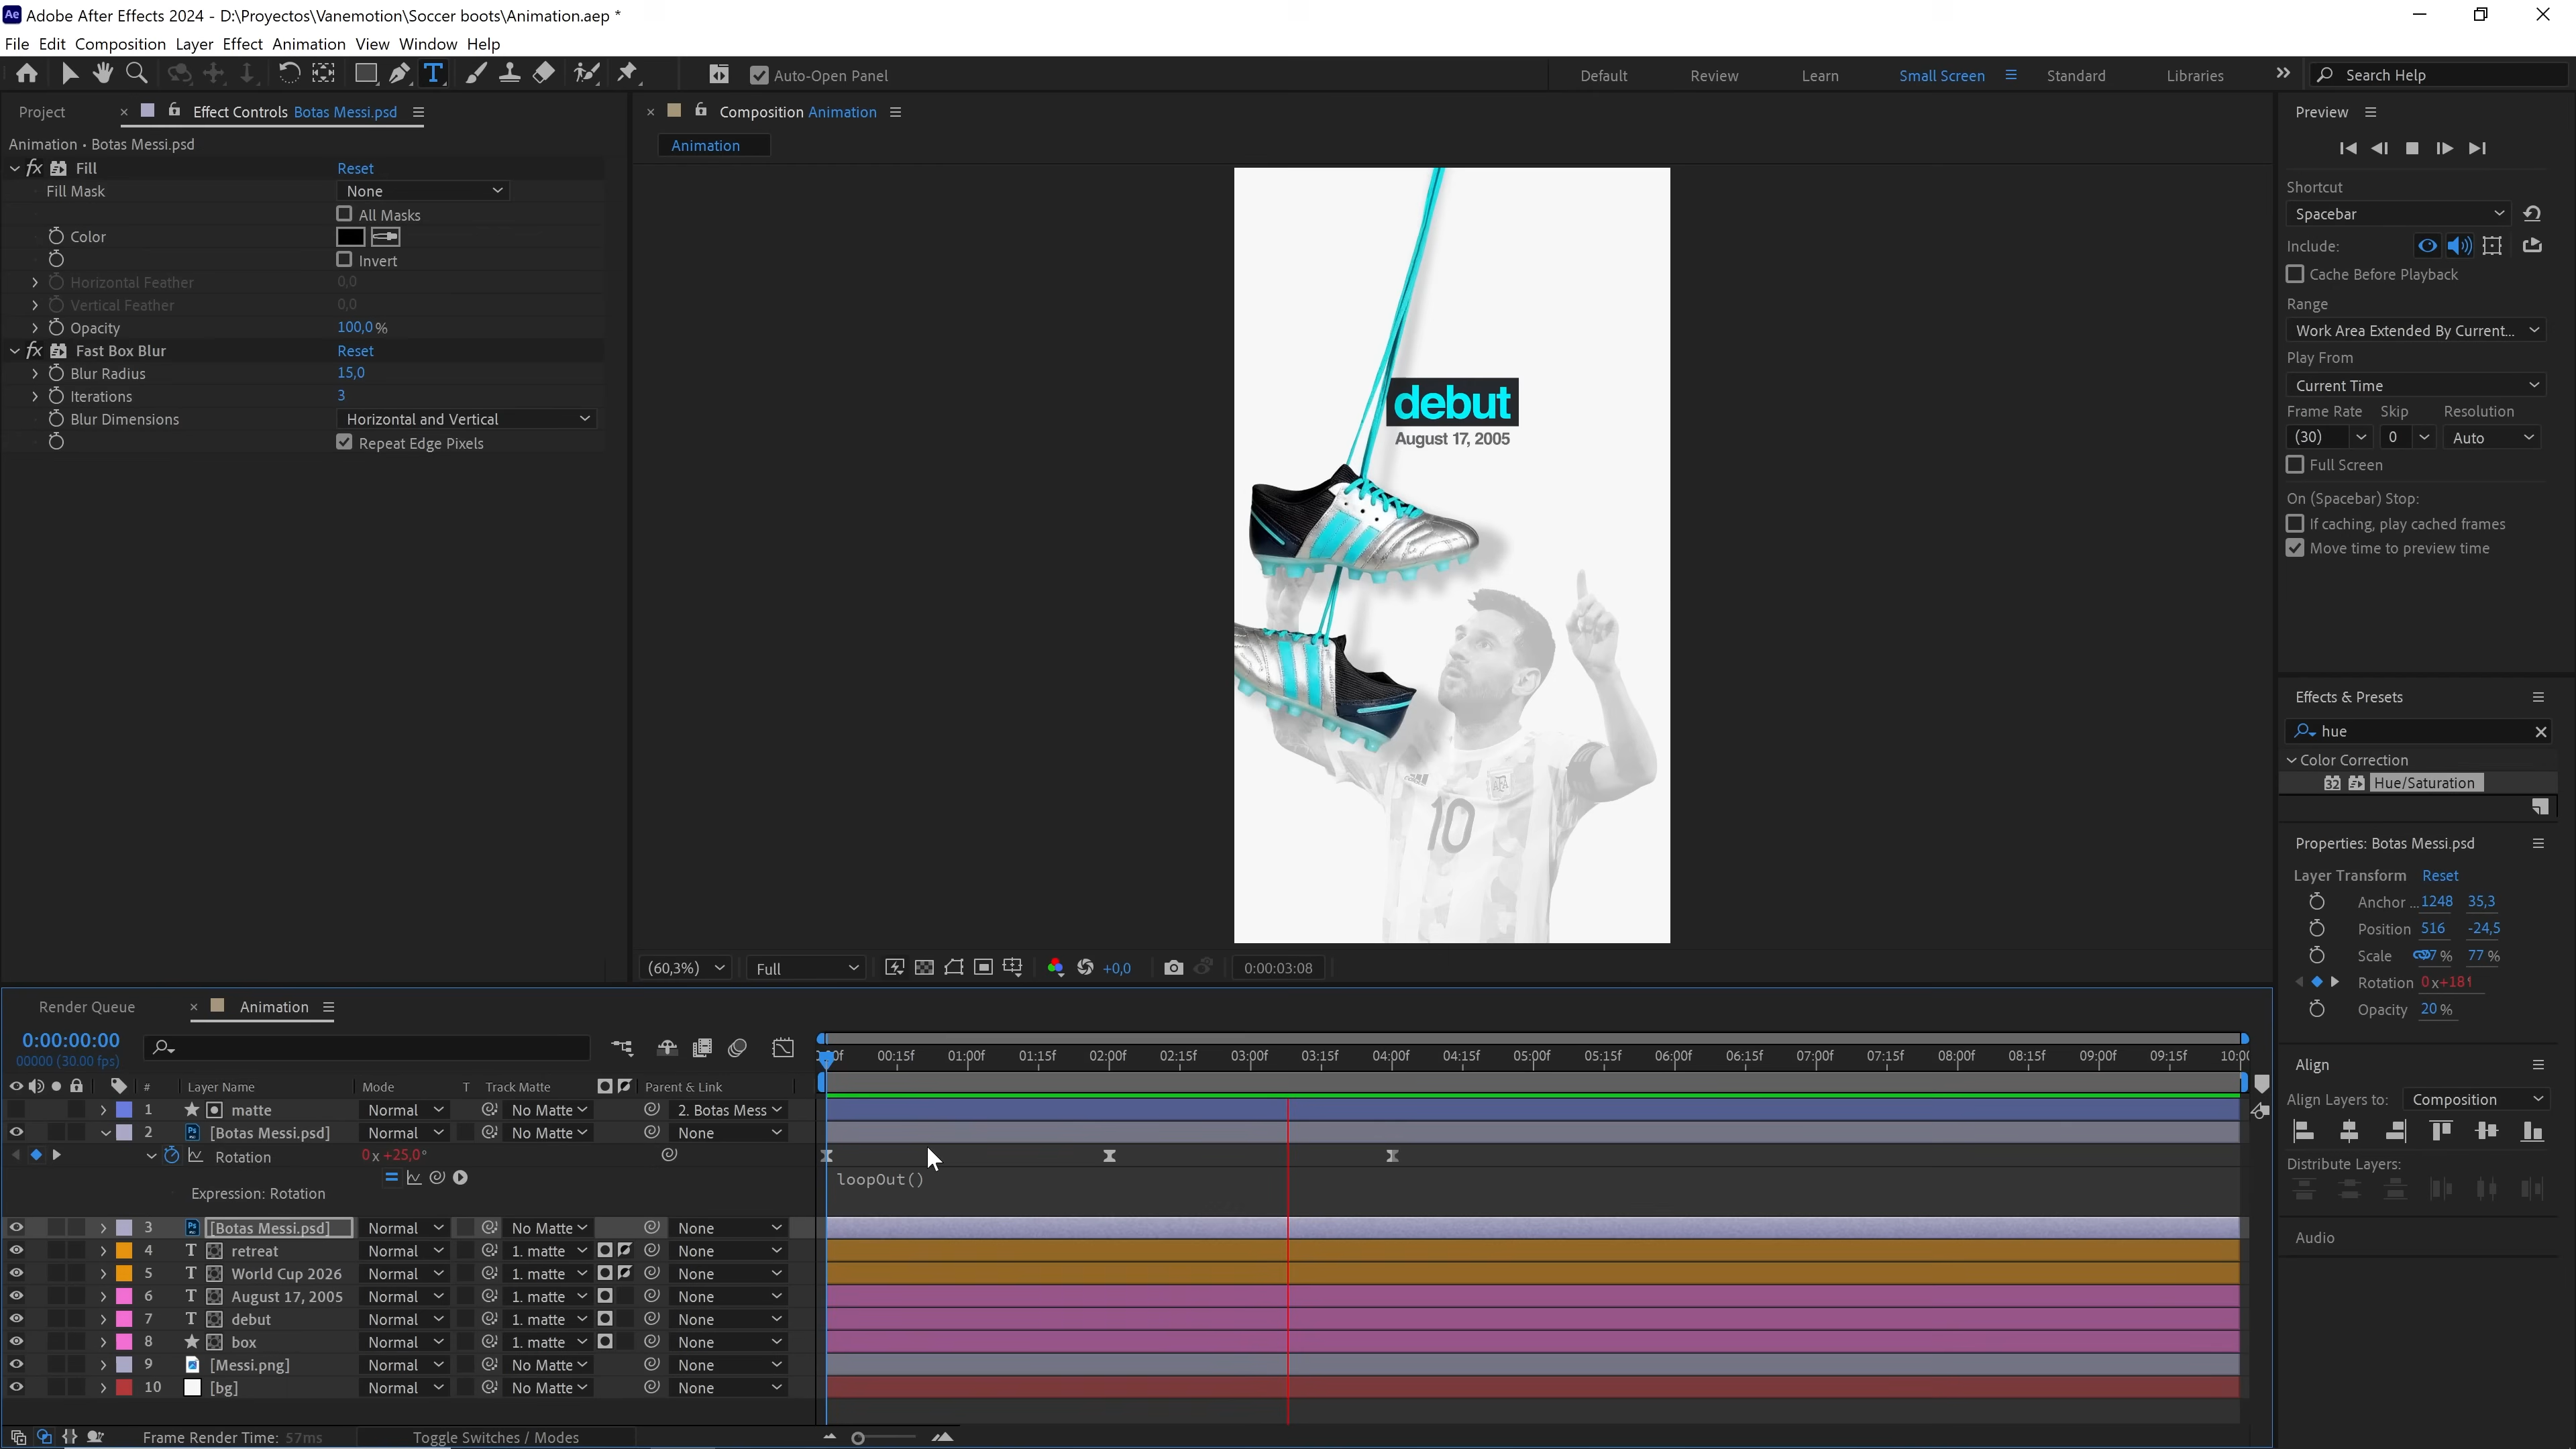 Adobe After Effects 2024 - D:\Proyectos\Vanemotion\Soccer boots\Animation.aep *
File Edit Composition Layer Effect Animation View Window Help
Auto-Open Panel
Default Review Learn Small Screen Standard Libraries
Search Help
Project
Effect Controls Botas Messi.psd
Animation • Botas Messi.psd
fx Fill Reset
Fill Mask None
All Masks
Color
Invert
Horizontal Feather 0,0
Vertical Feather 0,0
Opacity 100,0 %
fx Fast Box Blur Reset
Blur Radius 15,0
Iterations 3
Blur Dimensions Horizontal and Vertical
Repeat Edge Pixels
Composition Animation
Animation
debut
August 17, 2005
10
(60,3%) Full +0,0 0:00:03:08
Preview
Shortcut
Spacebar
Include:
Cache Before Playback
Range
Work Area Extended By Current...
Play From
Current Time
Frame Rate Skip Resolution
(30) 0 Auto
Full Screen
On (Spacebar) Stop:
If caching, play cached frames
Move time to preview time
Effects & Presets
hue
Color Correction
32 Hue/Saturation
Properties: Botas Messi.psd
Layer Transform Reset
Anchor ... 1248 35,3
Position 516 -24,5
Scale 77 %
Rotation
Opacity 20 %
Align
Align Layers to: Composition
Distribute Layers:
Audio
Render Queue Animation
0:00:00:00
00000 (30.00 fps)
00:15f 01:00f 01:15f 02:00f 02:15f 03:00f 03:15f 04:00f 04:15f 05:00f 05:15f 06:00f 06:15f 07:00f 07:15f 08:00f 08:15f 09:00f 09:15f
# Layer Name Mode T Track Matte Parent & Link
1 matte Normal No Matte 2. Botas Mess
2 [Botas Messi.psd] Normal No Matte None
Rotation 0 x +25,0 °
Expression: Rotation
loopOut()
3 [Botas Messi.psd] Normal No Matte None
4 T retreat Normal 1. matte None
5 T World Cup 2026 Normal 1. matte None
6 T August 17, 2005 Normal 1. matte None
7 T debut Normal 1. matte None
8 box Normal 1. matte None
9 [Messi.png] Normal No Matte None
10 [bg] Normal No Matte None
Frame Render Time: 57ms Toggle Switches / Modes